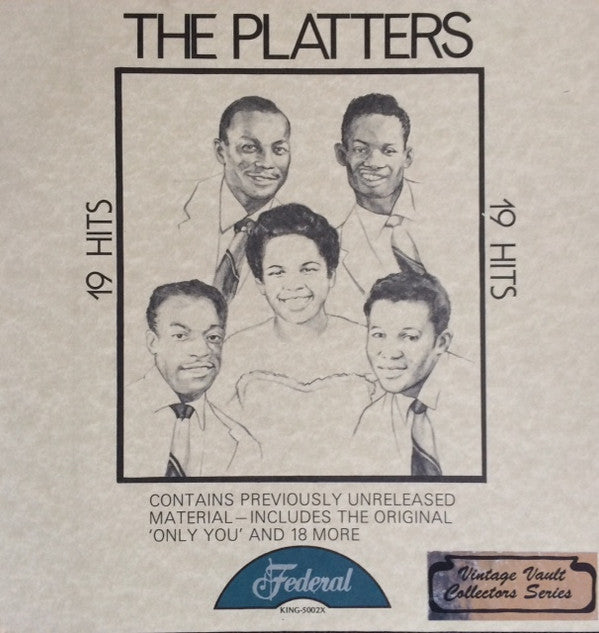 THE PLATTERS
19 HITS
19 HITS
CONTAINS PREVIOUSLY UNRELEASED
MATERIAL—INCLUDES THE ORIGINAL
'ONLY YOU' AND 18 MORE
Federal
KING-5002X
Vintage Vault
Collectors Series